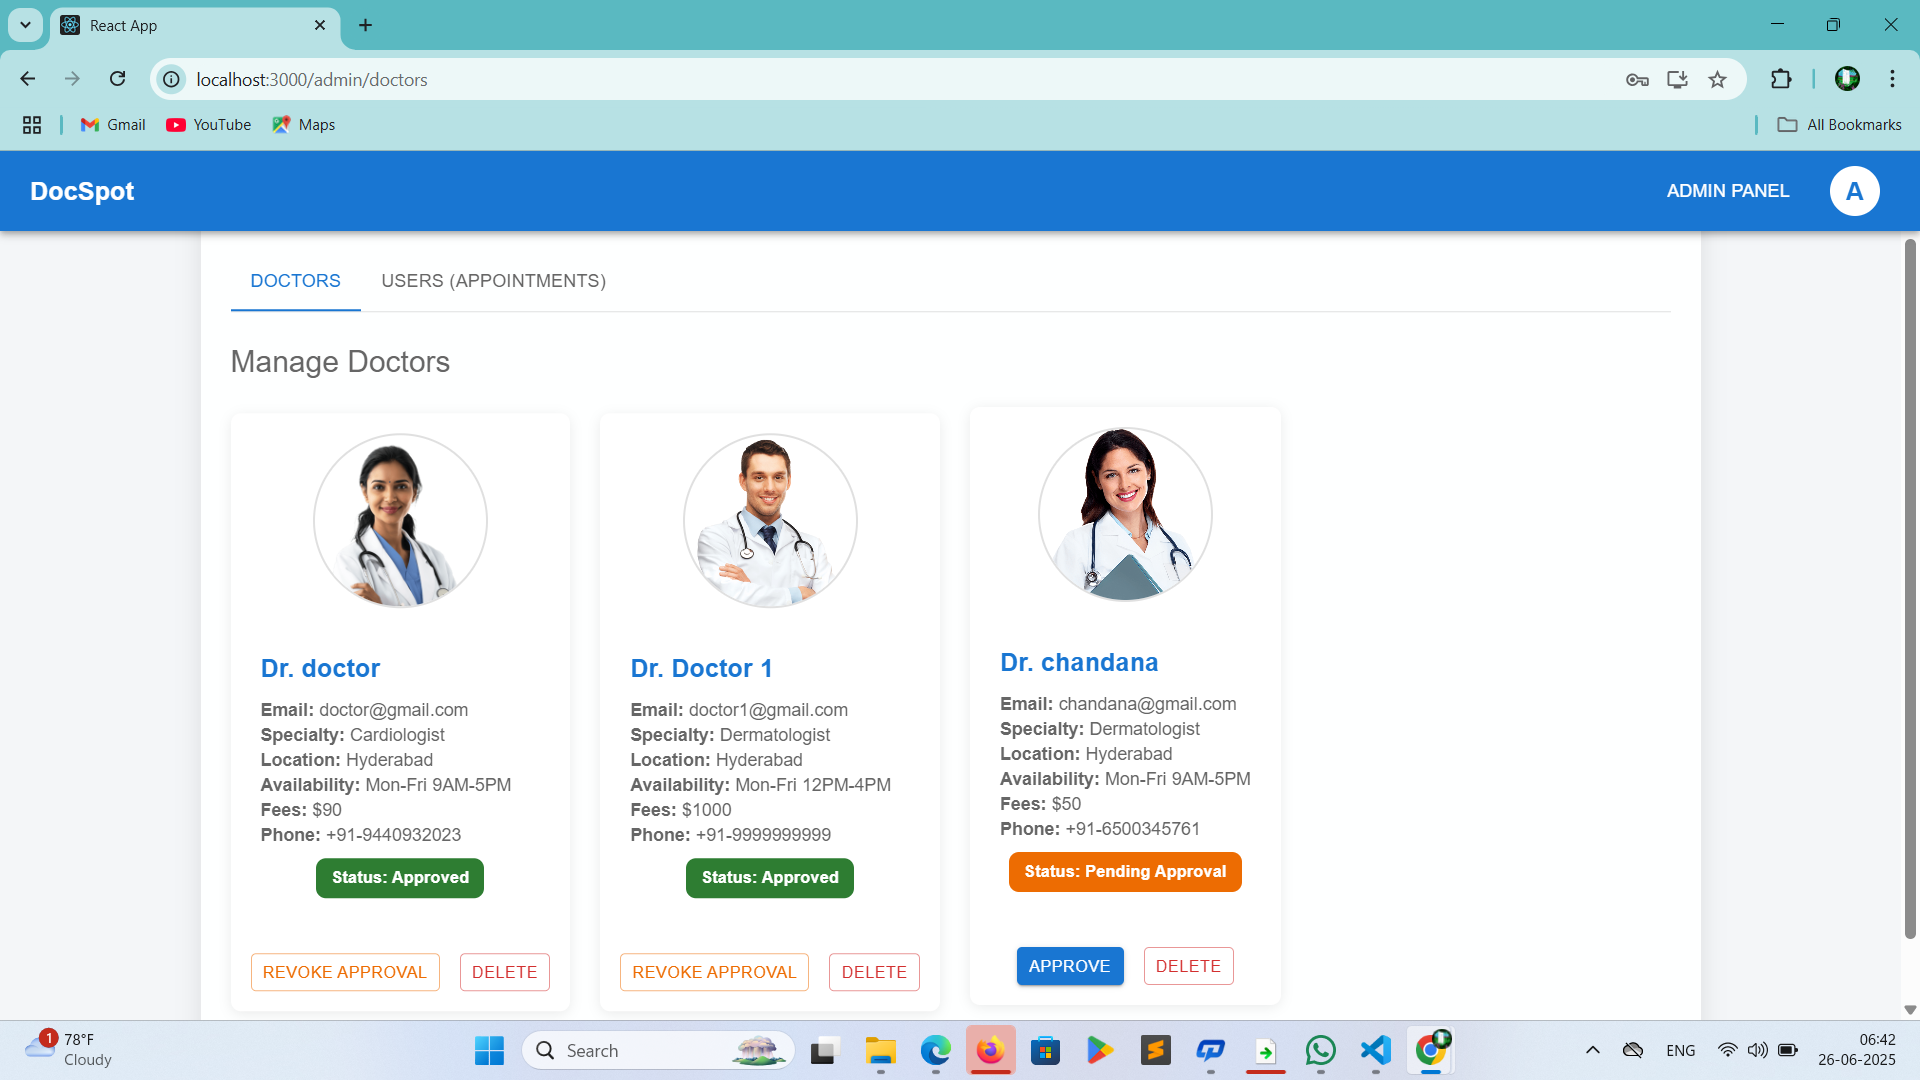 React App
localhost:3000/admin/doctors
Gmail
YouTube
Maps
All Bookmarks
DocSpot
ADMIN PANEL
A
DOCTORS
USERS (APPOINTMENTS)
Manage Doctors
Dr. doctor
Email: doctor@gmail.com
Specialty: Cardiologist
Location: Hyderabad
Availability: Mon-Fri 9AM-5PM
Fees: $90
Phone: +91-9440932023
Status: Approved
REVOKE APPROVAL
DELETE
Dr. Doctor 1
Email: doctor1@gmail.com
Specialty: Dermatologist
Location: Hyderabad
Availability: Mon-Fri 12PM-4PM
Fees: $1000
Phone: +91-9999999999
Status: Approved
REVOKE APPROVAL
DELETE
Dr. chandana
Email: chandana@gmail.com
Specialty: Dermatologist
Location: Hyderabad
Availability: Mon-Fri 9AM-5PM
Fees: $50
Phone: +91-6500345761
Status: Pending Approval
APPROVE
DELETE
1
78°F
Cloudy
Search
ENG
06:42
26-06-2025